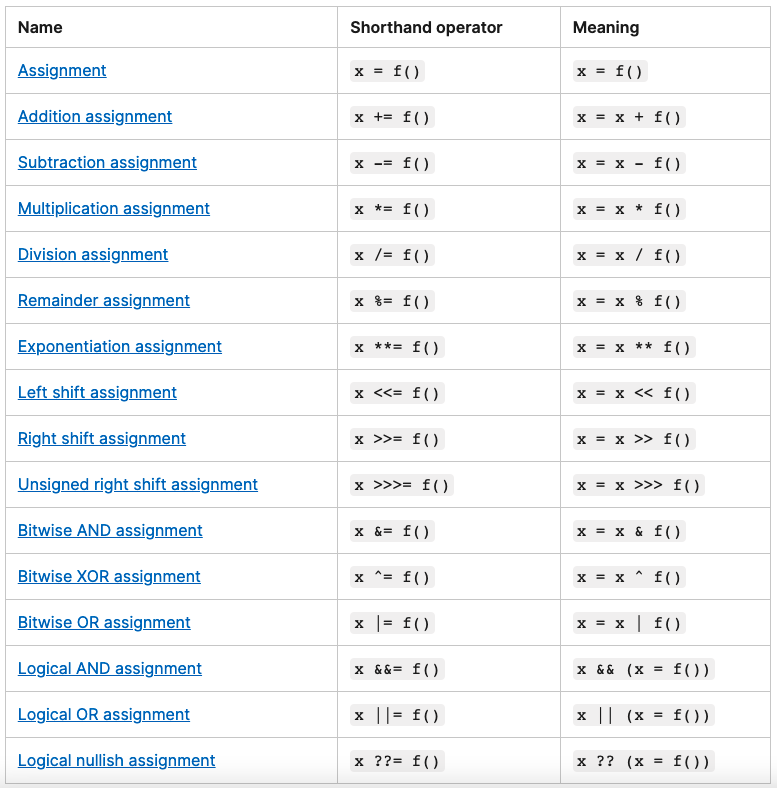 Name Shorthand operator Meaning
Assignment x = f() x = f()
Addition assignment x += f() x = x + f()
Subtraction assignment x -= f() x = x - f()
Multiplication assignment x *= f() x = x * f()
Division assignment x /= f() x = x / f()
Remainder assignment x %= f() x = x % f()
Exponentiation assignment x **= f() x = x ** f()
Left shift assignment x <<= f() x = x << f()
Right shift assignment x >>= f() x = x >> f()
Unsigned right shift assignment x >>>= f() x = x >>> f()
Bitwise AND assignment x &= f() x = x & f()
Bitwise XOR assignment x ^= f() x = x ^ f()
Bitwise OR assignment x |= f() x = x | f()
Logical AND assignment x &&= f() x && (x = f())
Logical OR assignment x ||= f() x || (x = f())
Logical nullish assignment x ??= f() x ?? (x = f())